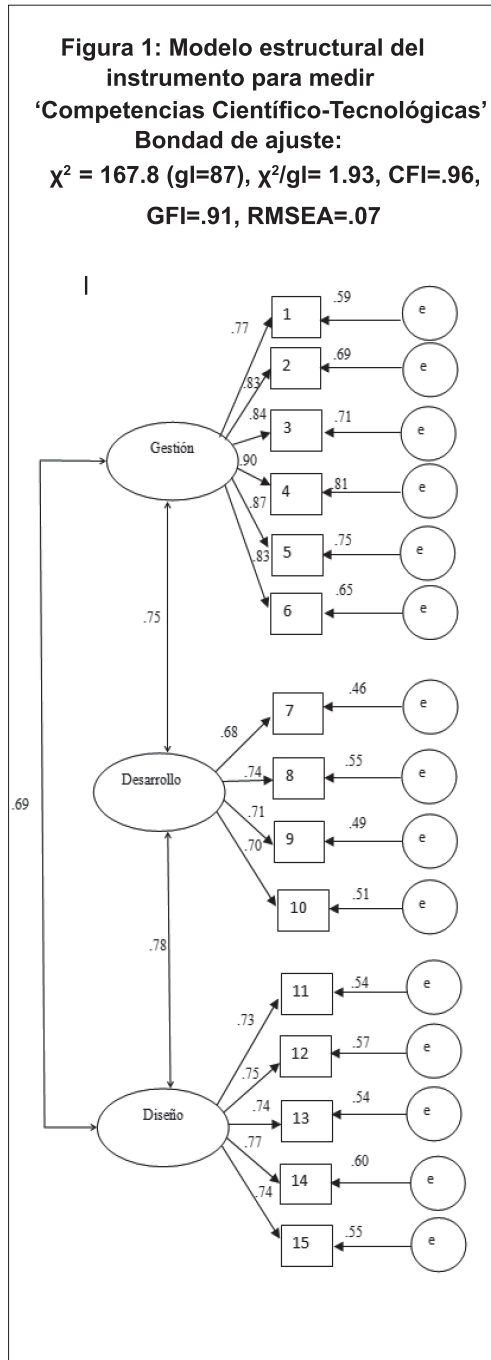 Figura 1: Modelo estructural del
instrumento para medir
‘Competencias Científico-Tecnológicas’
Bondad de ajuste:
χ² = 167.8 (gl=87), χ²/gl= 1.93, CFI=.96,
GFI=.91, RMSEA=.07
I
.77 1 .59 e
.83 2 .69 e
Gestión .84 3 .71 e
.90 4 .81 e
.87 5 .75 e
.83 6 .65 e
.75
.68 7 .46 e
Desarrollo .74 8 .55 e
.69
.71 9 .49 e
.70 10 .51 e
.78
.73 11 .54 e
.75 12 .57 e
Diseño .74 13 .54 e
.77 14 .60 e
.74 15 .55 e